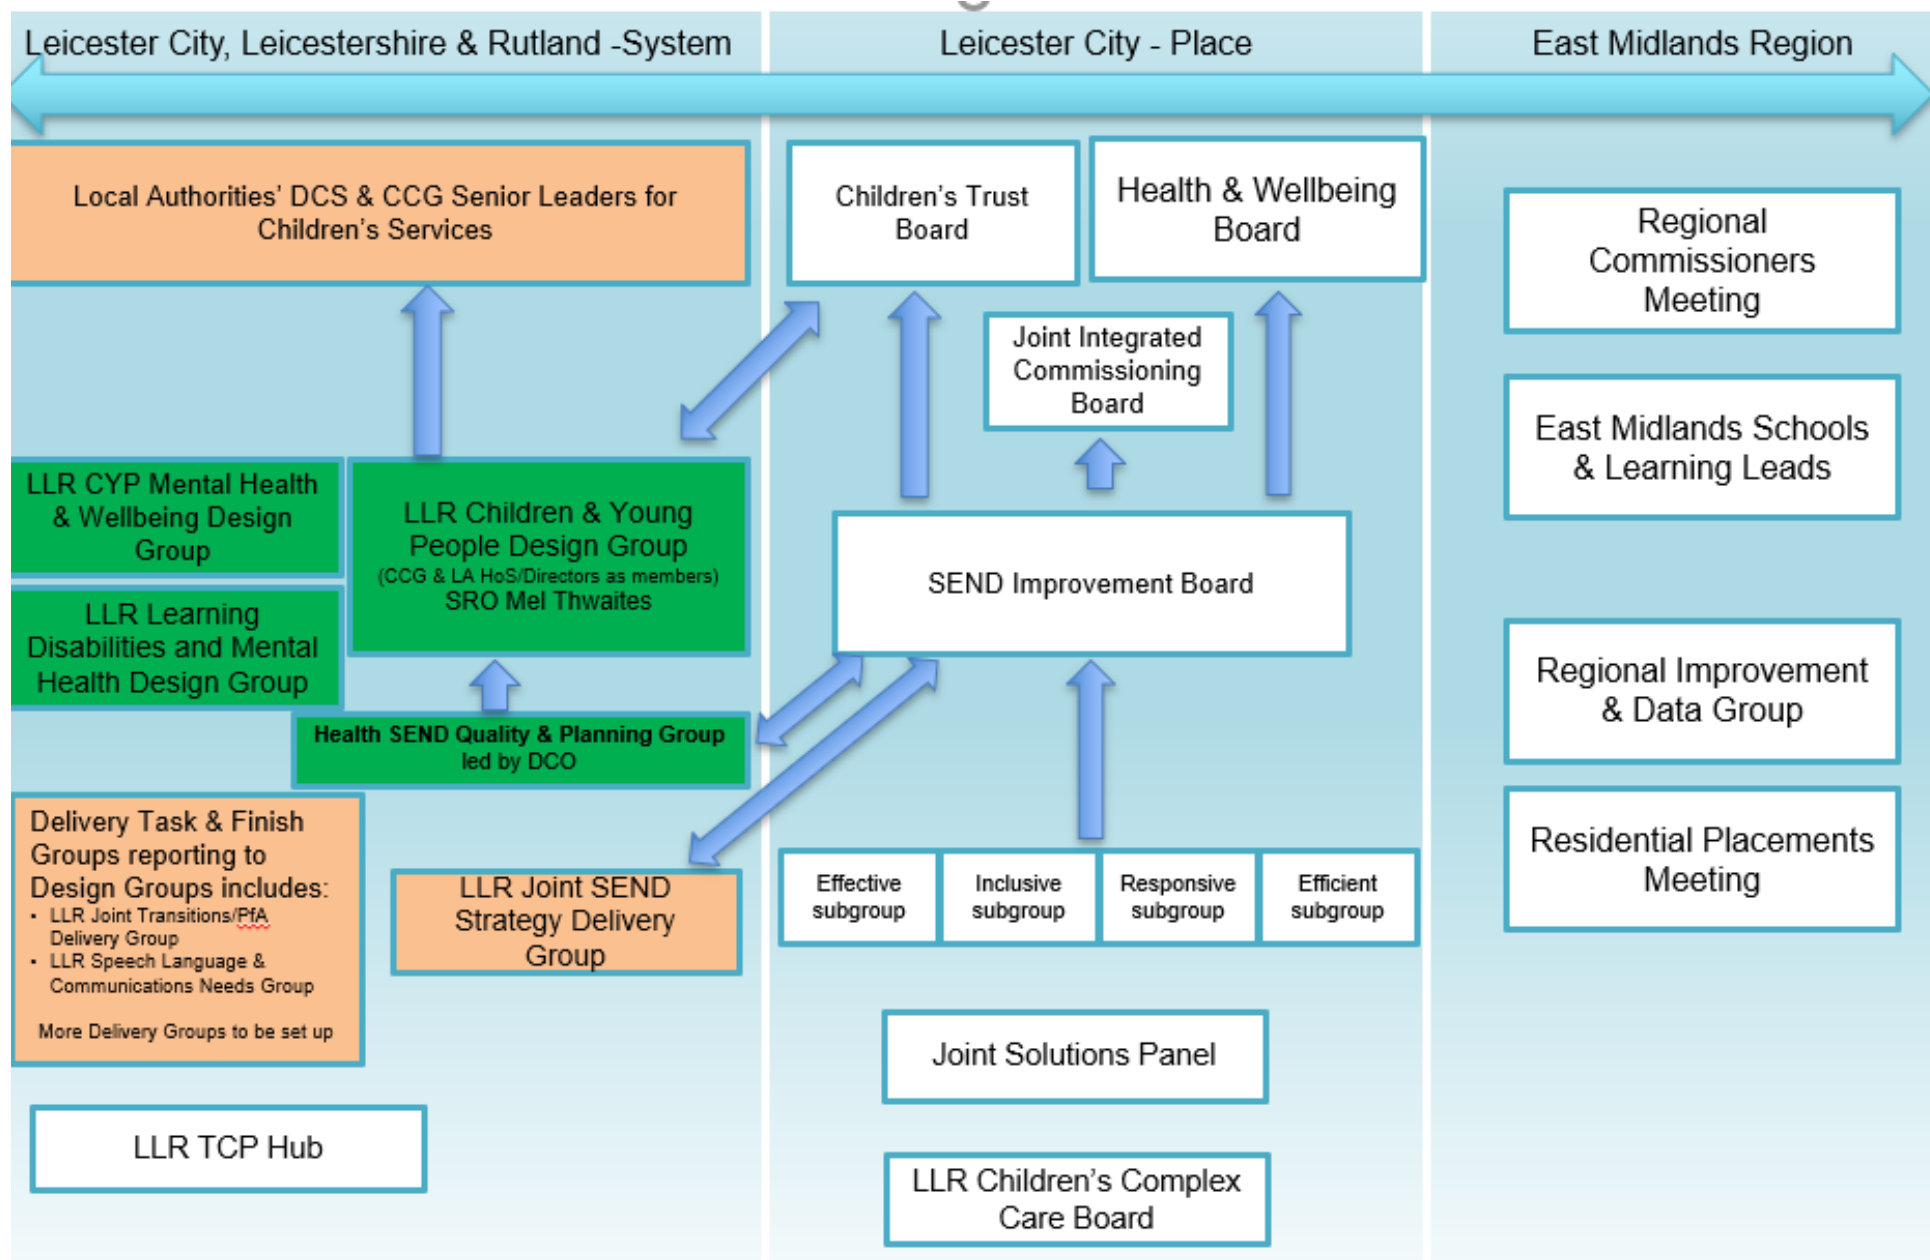 Leicester City, Leicestershire & Rutland -System
Leicester City - Place
East Midlands Region
Local Authorities’ DCS & CCG Senior Leaders for
Children’s Services
LLR CYP Mental Health
& Wellbeing Design
Group
LLR Children & Young
People Design Group
(CCG & LA HoS/Directors as members)
SRO Mel Thwaites
LLR Learning
Disabilities and Mental
Health Design Group
Health SEND Quality & Planning Group
led by DCO
Delivery Task & Finish
Groups reporting to
Design Groups includes:
• LLR Joint Transitions/PfA
Delivery Group
• LLR Speech Language &
Communications Needs Group
More Delivery Groups to be set up
LLR Joint SEND
Strategy Delivery
Group
LLR TCP Hub
Children’s Trust
Board
Health & Wellbeing
Board
Joint Integrated
Commissioning
Board
SEND Improvement Board
Effective
subgroup
Inclusive
subgroup
Responsive
subgroup
Efficient
subgroup
Joint Solutions Panel
LLR Children’s Complex
Care Board
Regional
Commissioners
Meeting
East Midlands Schools
& Learning Leads
Regional Improvement
& Data Group
Residential Placements
Meeting